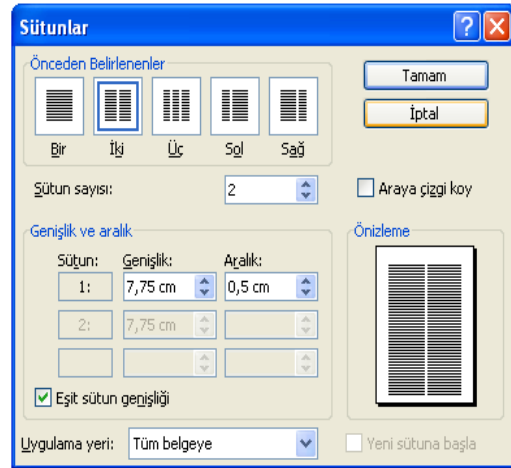 Sütunlar
Önceden Belirlenenler
Bir İki Üç Sol Sağ
Tamam
İptal
Sütun sayısı: 2
Araya çizgi koy
Genişlik ve aralık
Sütun: Genişlik: Aralık:
1: 7,75 cm 0,5 cm
2: 7,75 cm
Eşit sütun genişliği
Önizleme
Uygulama yeri: Tüm belgeye
Yeni sütuna başla